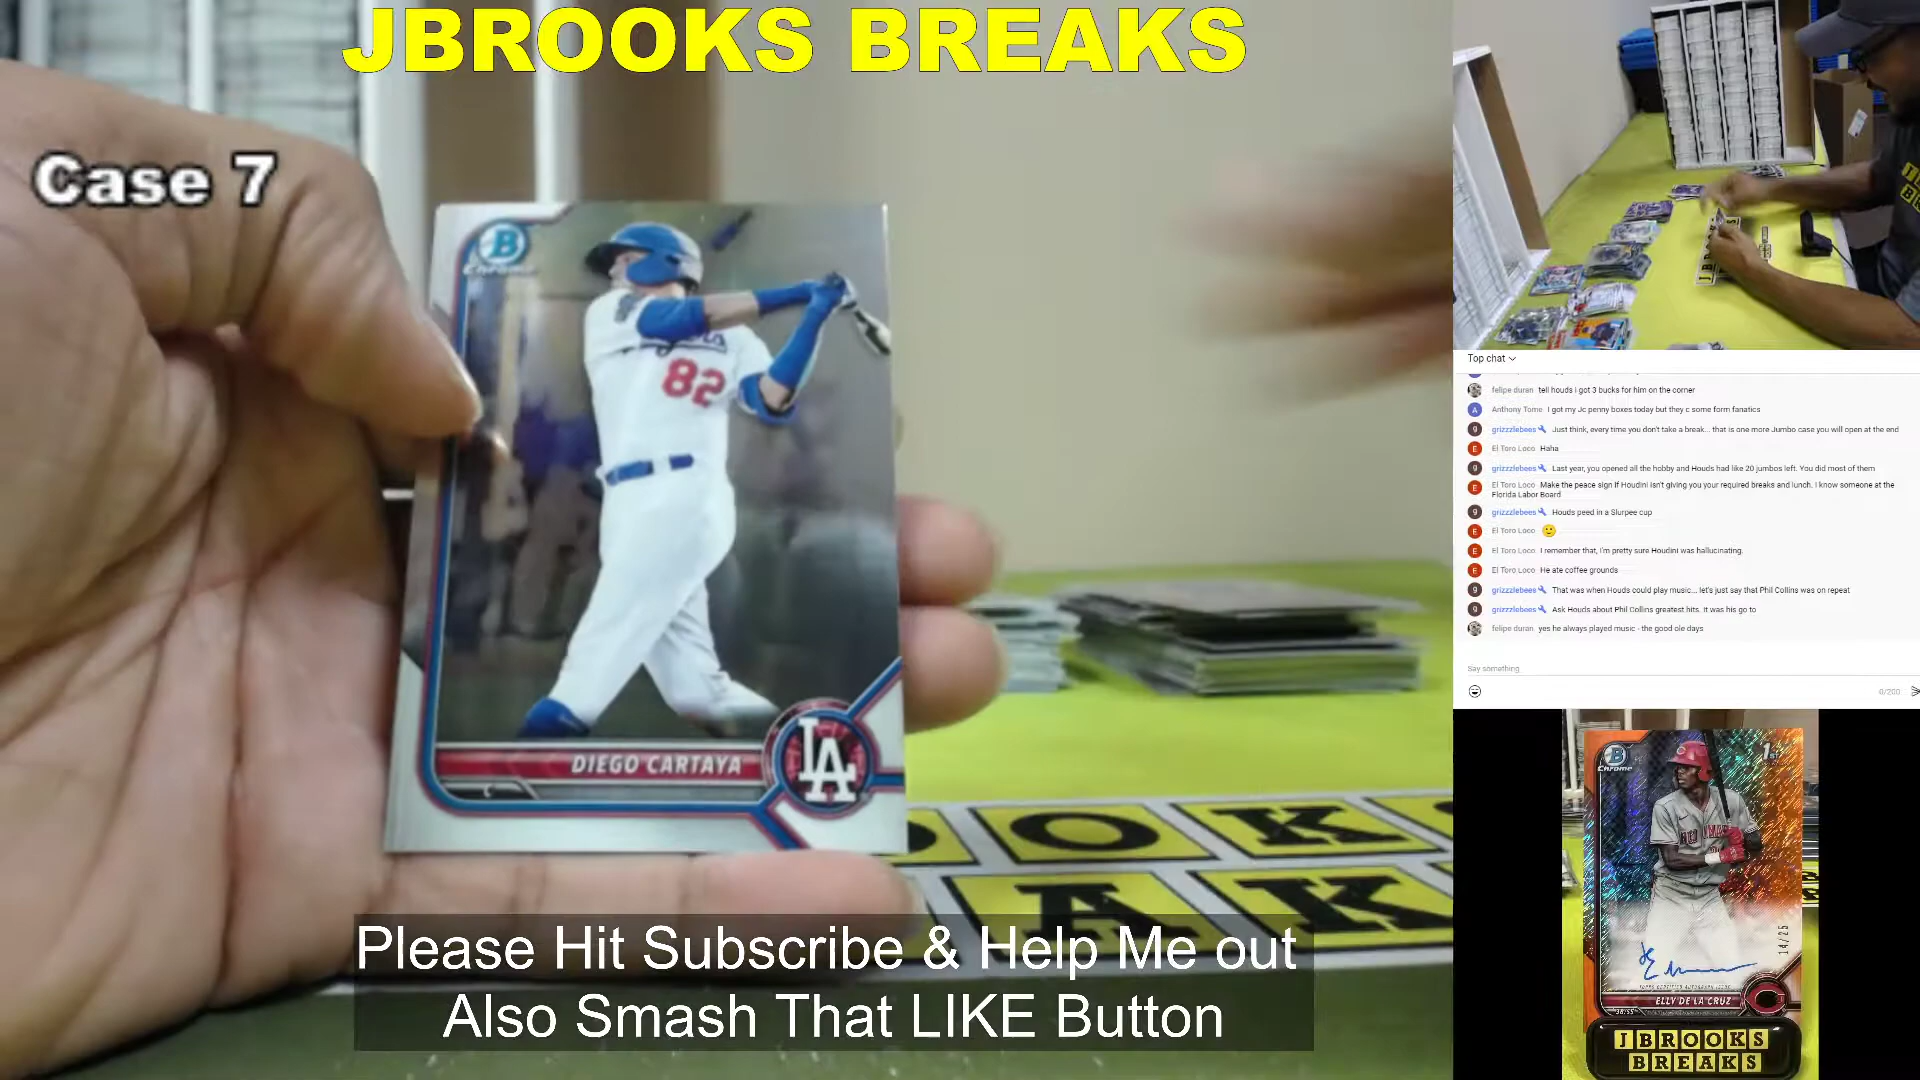 JBROOKS BREAKS
Case 7
B
Chrome
82
DIEGO CARTAYA
LA
O K
A K
Please Hit Subscribe & Help Me out
Also Smash That LIKE Button
Top chat
felipe duran tell houds i got 3 bucks for him on the corner
A Anthony Tome I got my Jc penny boxes today but they c some form fanatics
g grizzzlebees Just think, every time you don't take a break... that is one more Jumbo case you will open at the end
E El Toro Loco Haha
g grizzzlebees Last year, you opened all the hobby and Houds had like 20 jumbos left. You did most of them
E El Toro Loco Make the peace sign if Houdini isn't giving you your required breaks and lunch. I know someone at the
Florida Labor Board
g grizzzlebees Houds peed in a Slurpee cup
E El Toro Loco 🙂
E El Toro Loco I remember that, I'm pretty sure Houdini was hallucinating.
E El Toro Loco He ate coffee grounds
g grizzzlebees That was when Houds could play music... let's just say that Phil Collins was on repeat
g grizzzlebees Ask Houds about Phil Collins greatest hits. It was his go to
felipe duran yes he always played music - the good ole days
Say something
0/200
B
Chrome
1st
14/25
ELLY DE LA CRUZ
JBROOKS
BREAKS